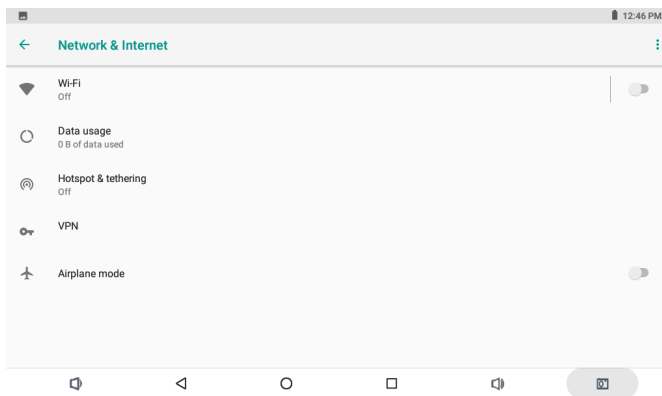 12:46 PM
Network & Internet
Wi-Fi
Off
Data usage
0 B of data used
Hotspot & tethering
Off
VPN
Airplane mode